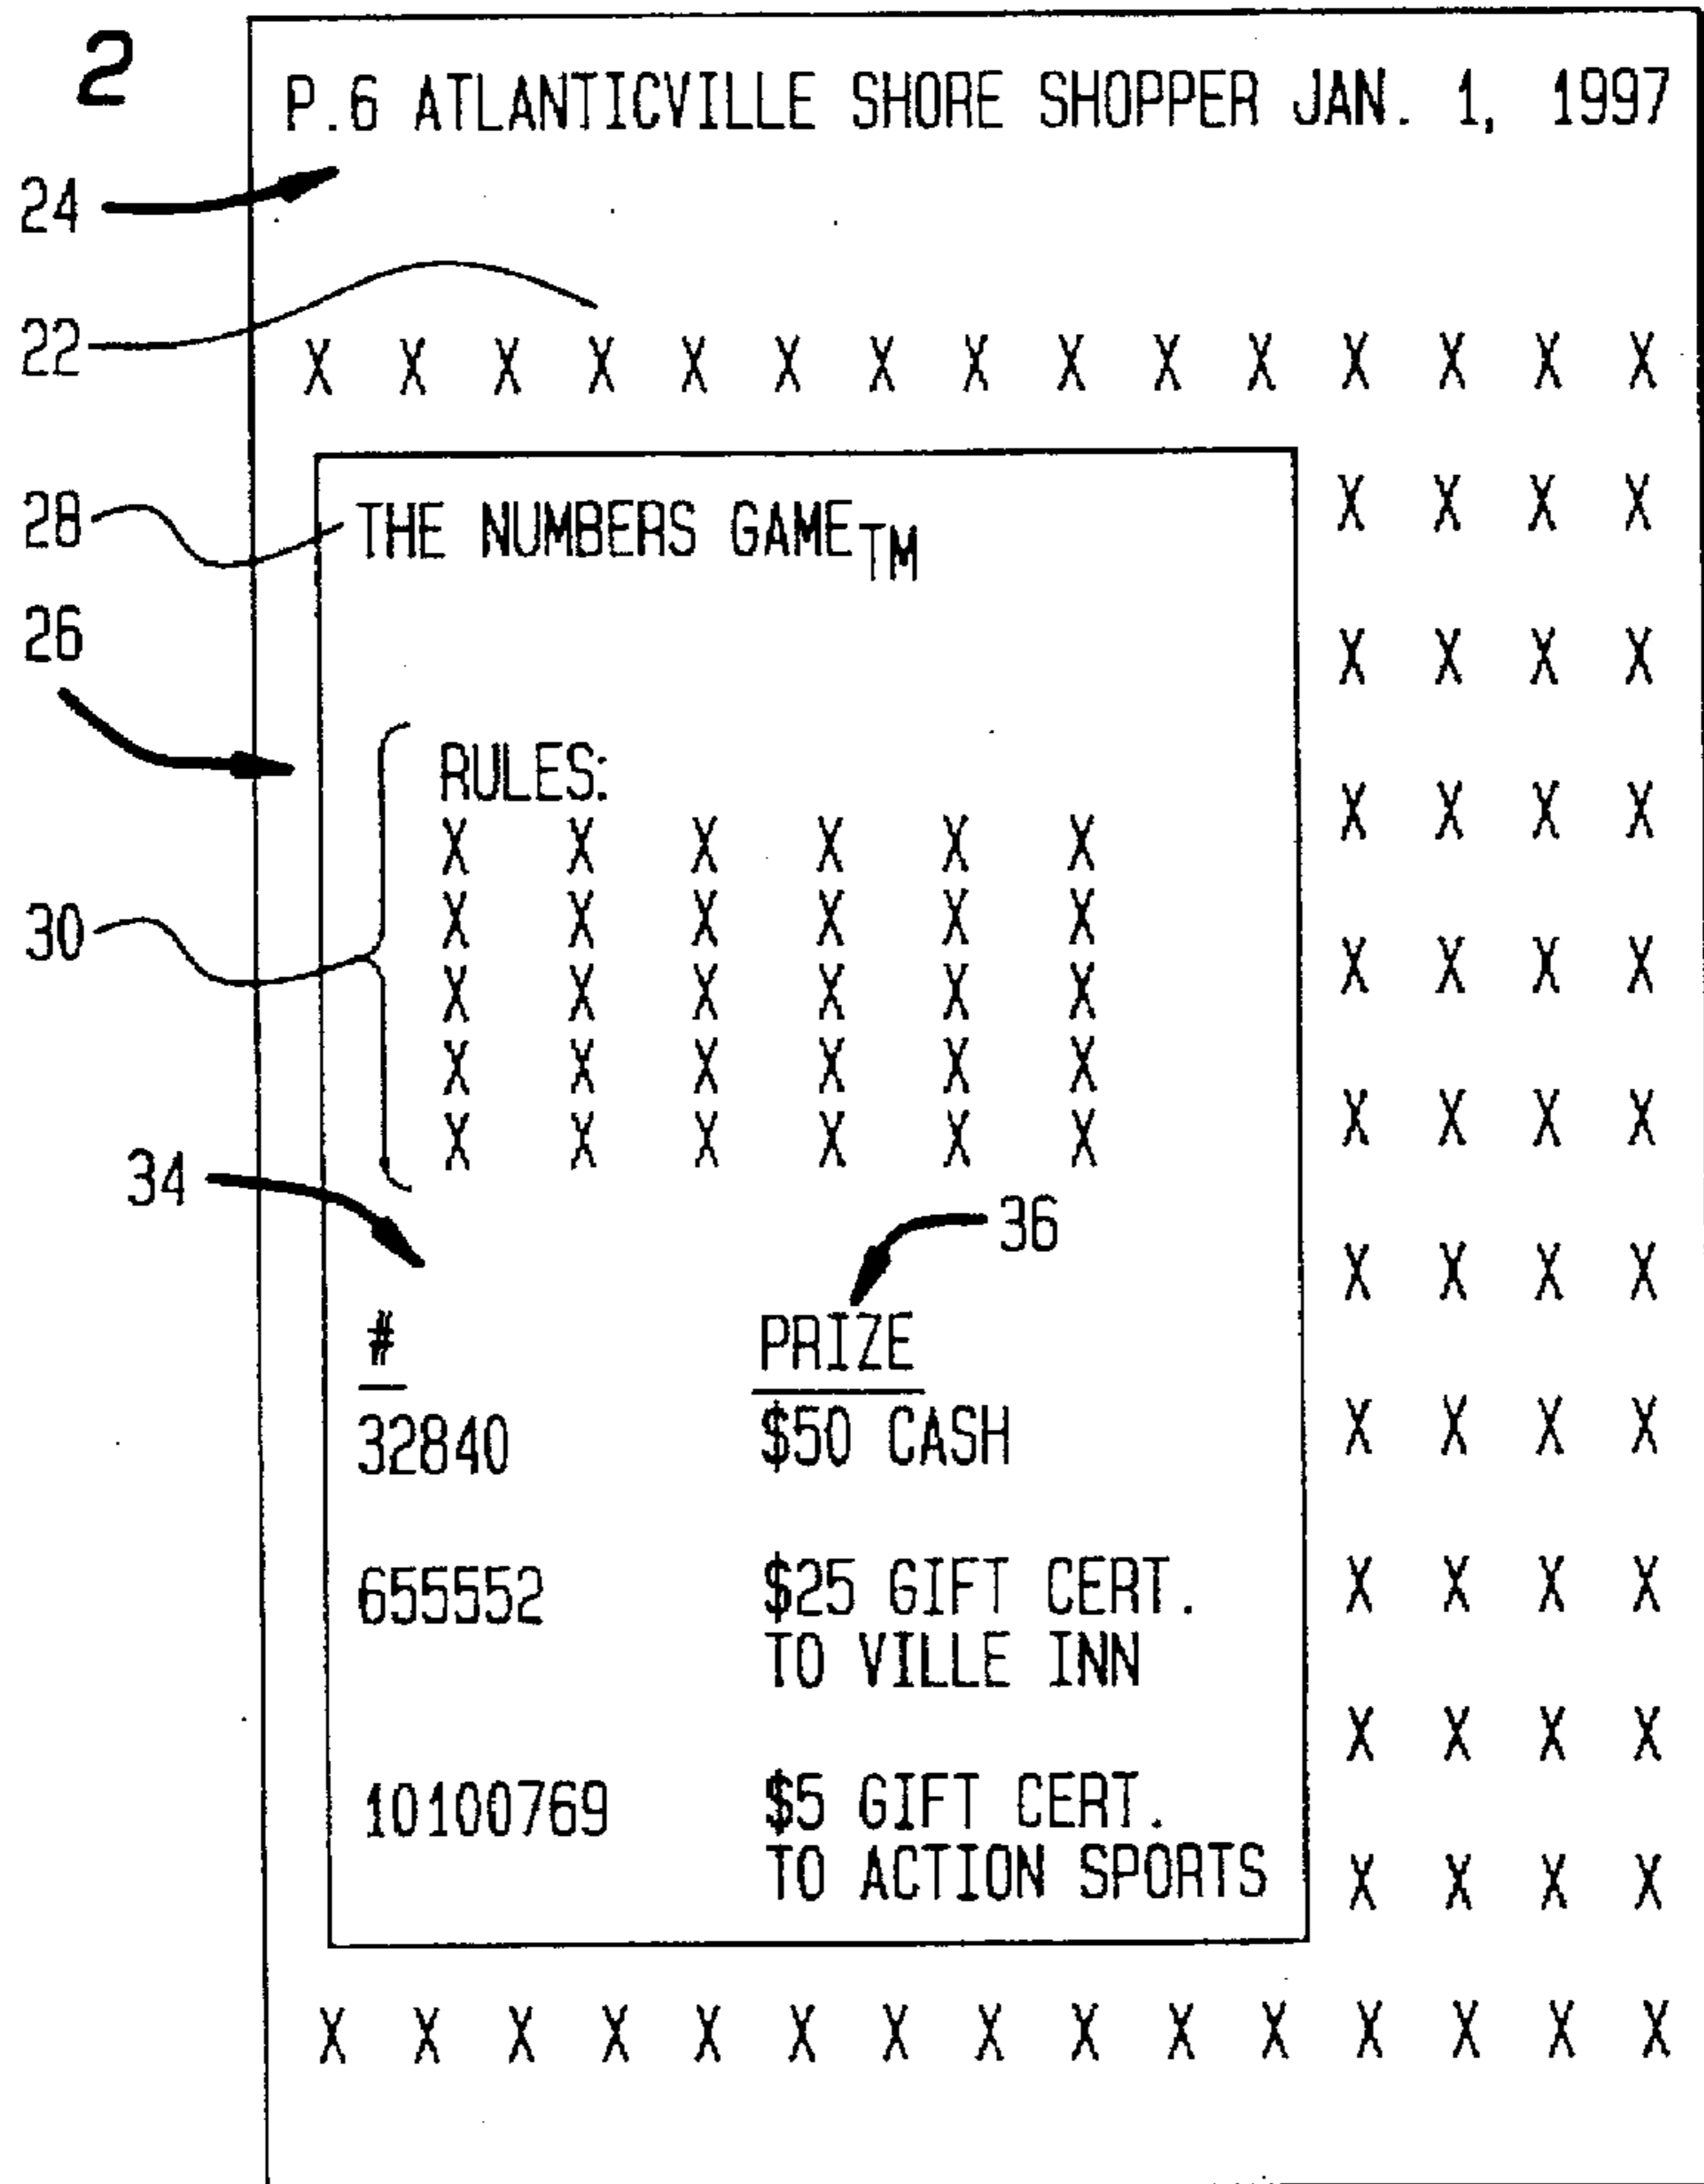 2
P.6 ATLANTICVILLE SHORE SHOPPER JAN. 1, 1997
24
22
X X X X X X X X X X X X X X X
28 THE NUMBERS GAME TM X X X X
26
X X X X
RULES:
X X X X X X X X X X
30 X X X X X X
X X X X X X X X X X
X X X X X X
X X X X X X X X X X
34
36
X X X X
# PRIZE
32840 $50 CASH X X X X
655552 $25 GIFT CERT. X X X X
TO VILLE INN
X X X X
10100769 $5 GIFT CERT.
TO ACTION SPORTS X X X X
X X X X X X X X X X X X X X X